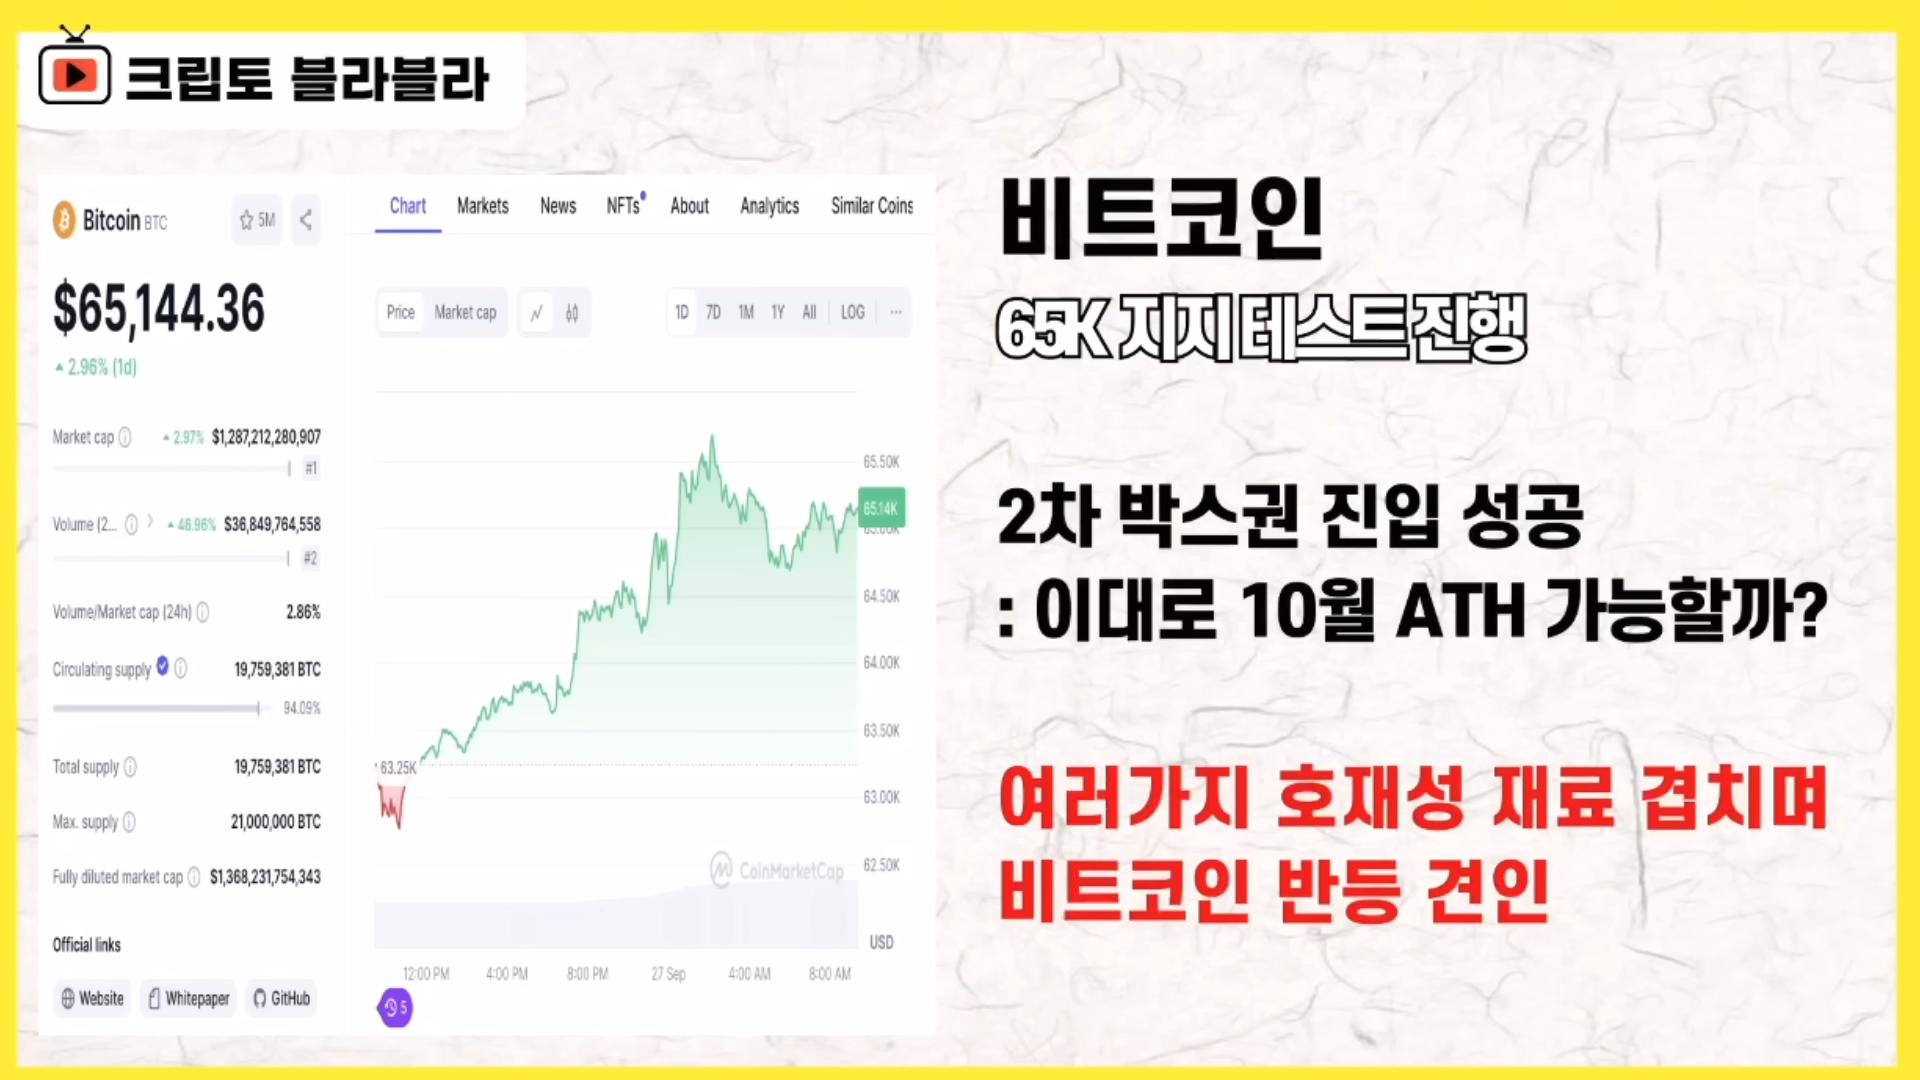 크립토 블라블라
Bitcoin BTC
5M
$65,144.36
2.96% (1d)
Market cap 2.97% $1,287,212,280,907
#1
Volume (2... 46.96% $36,849,764,558
#2
Volume/Market cap (24h) 2.86%
Circulating supply 19,759,381 BTC
94.09%
Total supply 19,759,381 BTC
Max. supply 21,000,000 BTC
Fully diluted market cap $1,368,231,754,343
Official links
Website Whitepaper GitHub
Chart Markets News NFTs About Analytics Similar Coins
Price Market cap 1D 7D 1M 1Y All LOG ...
65.50K
65.14K
65.00K
64.50K
64.00K
63.50K
63.25K
63.00K
62.50K
CoinMarketCap
USD
12:00 PM 4:00 PM 8:00 PM 27 Sep 4:00 AM 8:00 AM
5
비트코인
65K 지지 테스트 진행
2차 박스권 진입 성공
: 이대로 10월 ATH 가능할까?
여러가지 호재성 재료 겹치며
비트코인 반등 견인